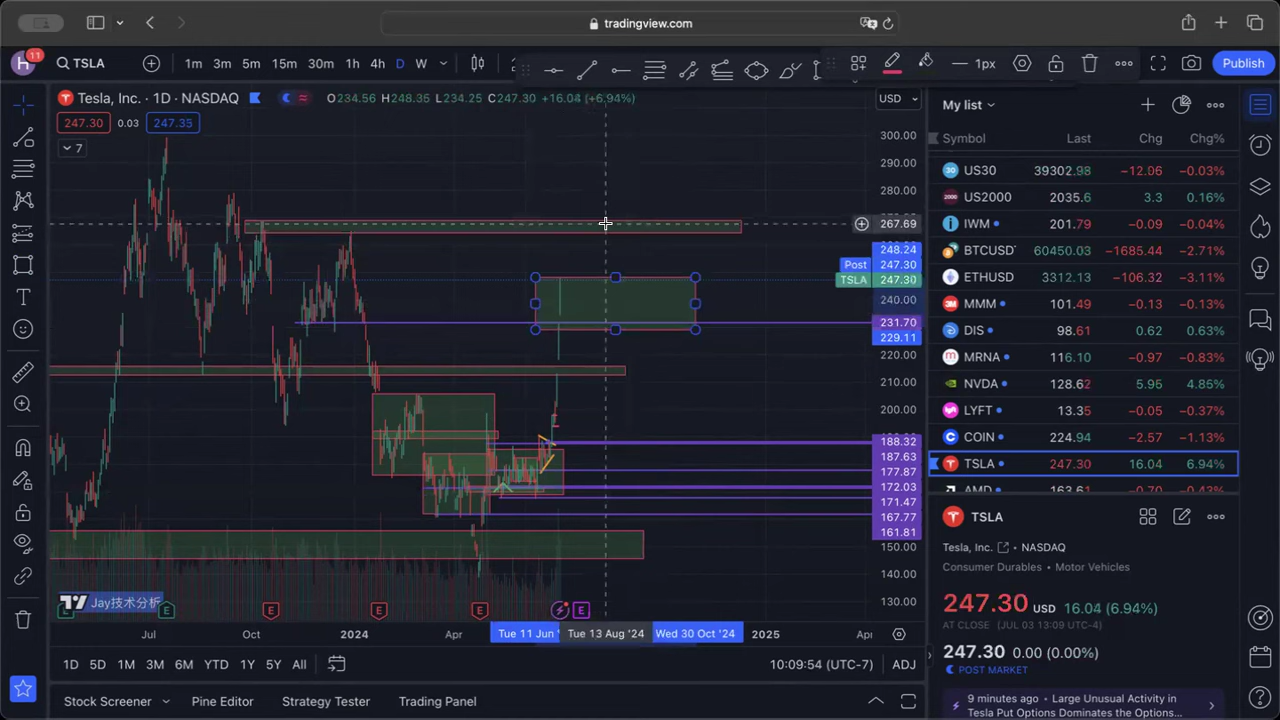 tradingview.com
h
11
TSLA
1m 3m 5m 15m 30m 1h 4h D W
1px
Publish
Tesla, Inc. · 1D · NASDAQ
O234.56 H248.35 L234.25 C247.30 +16.04 (+6.94%)
USD
247.30 0.03 247.35
7
300.00
290.00
280.00
267.69
248.24
Post 247.30
TSLA 247.30
240.00
231.70
229.11
220.00
210.00
200.00
188.32
187.63
177.87
172.03
171.47
167.77
161.81
150.00
140.00
130.00
Jay技术分析
E E E E E
Jul Oct 2024 Apr Tue 11 Jun '2 Tue 13 Aug '24 Wed 30 Oct '24 2025 Apr
1D 5D 1M 3M 6M YTD 1Y 5Y All
10:09:54 (UTC-7) ADJ
Stock Screener Pine Editor Strategy Tester Trading Panel
My list
Symbol Last Chg Chg%
US30 39302.98 −12.06 −0.03%
US2000 2035.6 3.3 0.16%
IWM 201.79 −0.09 −0.04%
BTCUSD 60450.03 −1685.44 −2.71%
ETHUSD 3312.13 −106.32 −3.11%
MMM 101.49 −0.13 −0.13%
DIS 98.61 0.62 0.63%
MRNA 116.10 −0.97 −0.83%
NVDA 128.62 5.95 4.85%
LYFT 13.35 −0.05 −0.37%
COIN 224.94 −2.57 −1.13%
TSLA 247.30 16.04 6.94%
AMD 163.61 −0.70 −0.43%
TSLA
Tesla, Inc. · NASDAQ
Consumer Durables · Motor Vehicles
247.30 USD 16.04 (6.94%)
AT CLOSE (JUL 03 13:09 UTC-4)
247.30 0.00 (0.00%)
POST MARKET
9 minutes ago · Large Unusual Activity in
Tesla Put Options Dominates the Options...